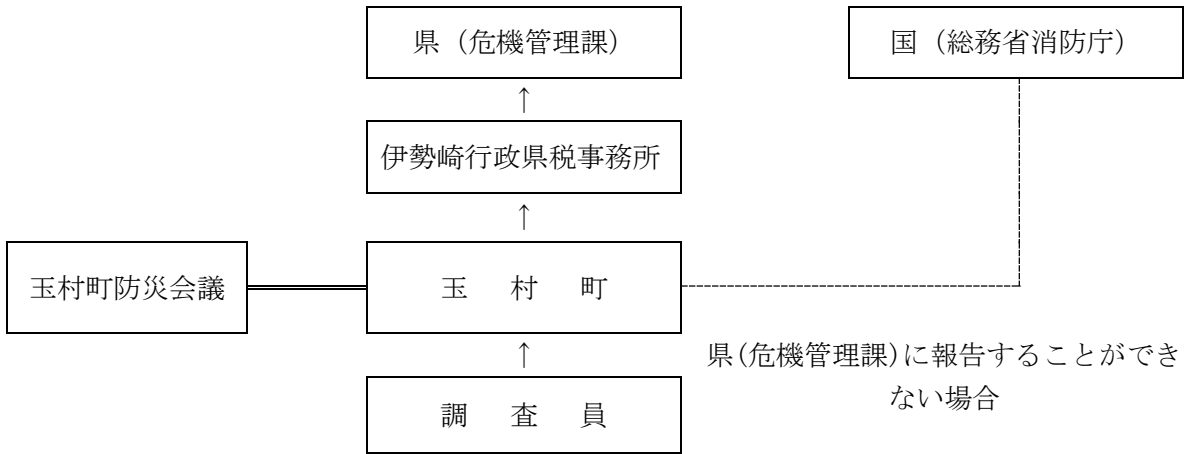 県（危機管理課）
国（総務省消防庁）
↑
伊勢崎行政県税事務所
↑
玉村町防災会議
玉　村　町
↑
県(危機管理課)に報告することができ
ない場合
調　査　員